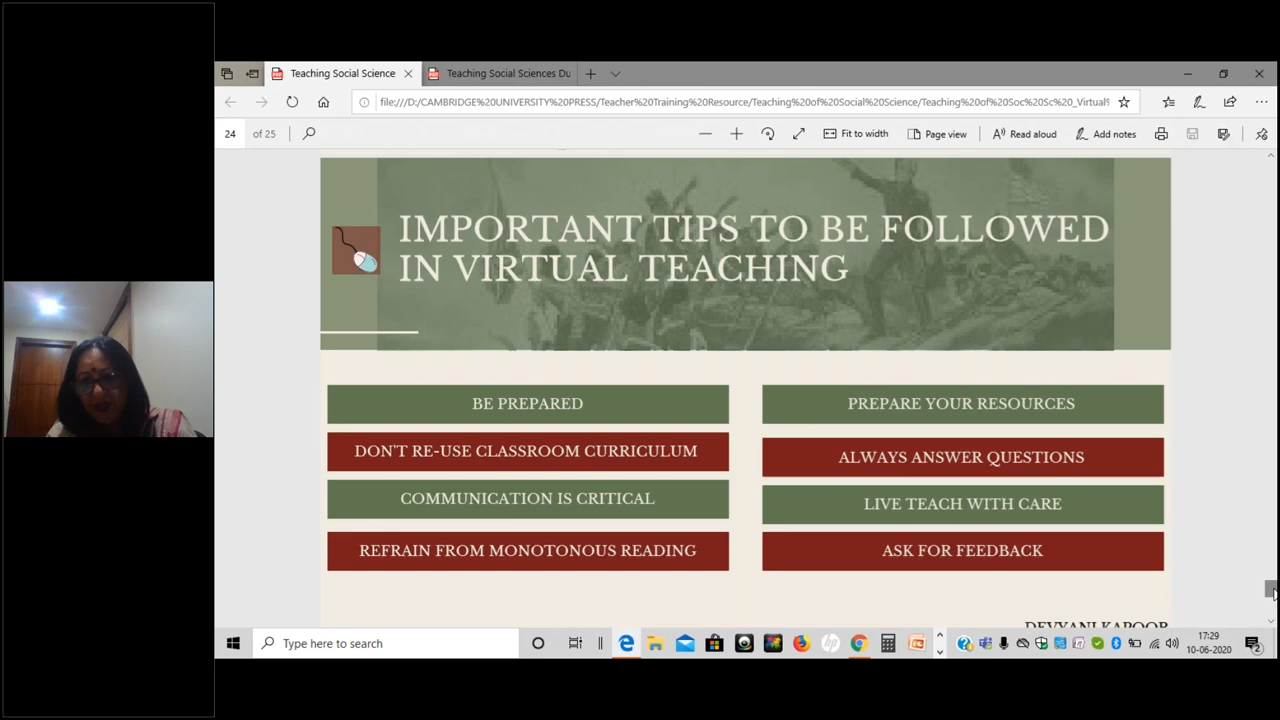 Teaching Social Science
Teaching Social Sciences Du
file:///D:/CAMBRIDGE%20UNIVERSITY%20PRESS/Teacher%20Training%20Resource/Teaching%20of%20Social%20Science/Teaching%20of%20Soc%20Sc%20_Virtual%
24 of 25
Fit to width
Page view
Read aloud
Add notes
IMPORTANT TIPS TO BE FOLLOWED
IN VIRTUAL TEACHING
BE PREPARED
DON'T RE-USE CLASSROOM CURRICULUM
COMMUNICATION IS CRITICAL
REFRAIN FROM MONOTONOUS READING
PREPARE YOUR RESOURCES
ALWAYS ANSWER QUESTIONS
LIVE TEACH WITH CARE
ASK FOR FEEDBACK
DEVYANI KAPOOR
Type here to search
17:29
10-06-2020